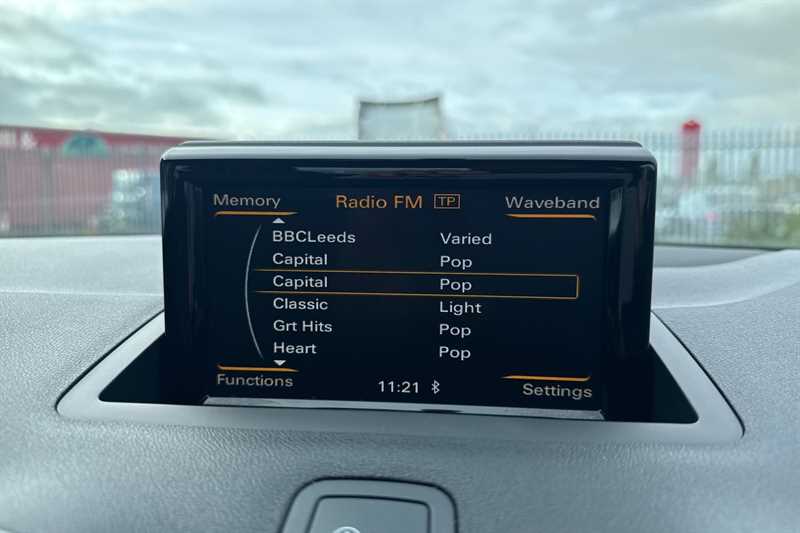 Memory Radio FM TP Waveband
BBCLeeds Varied
Capital Pop
Capital Pop
Classic Light
Grt Hits Pop
Heart Pop
Functions 11:21 Settings